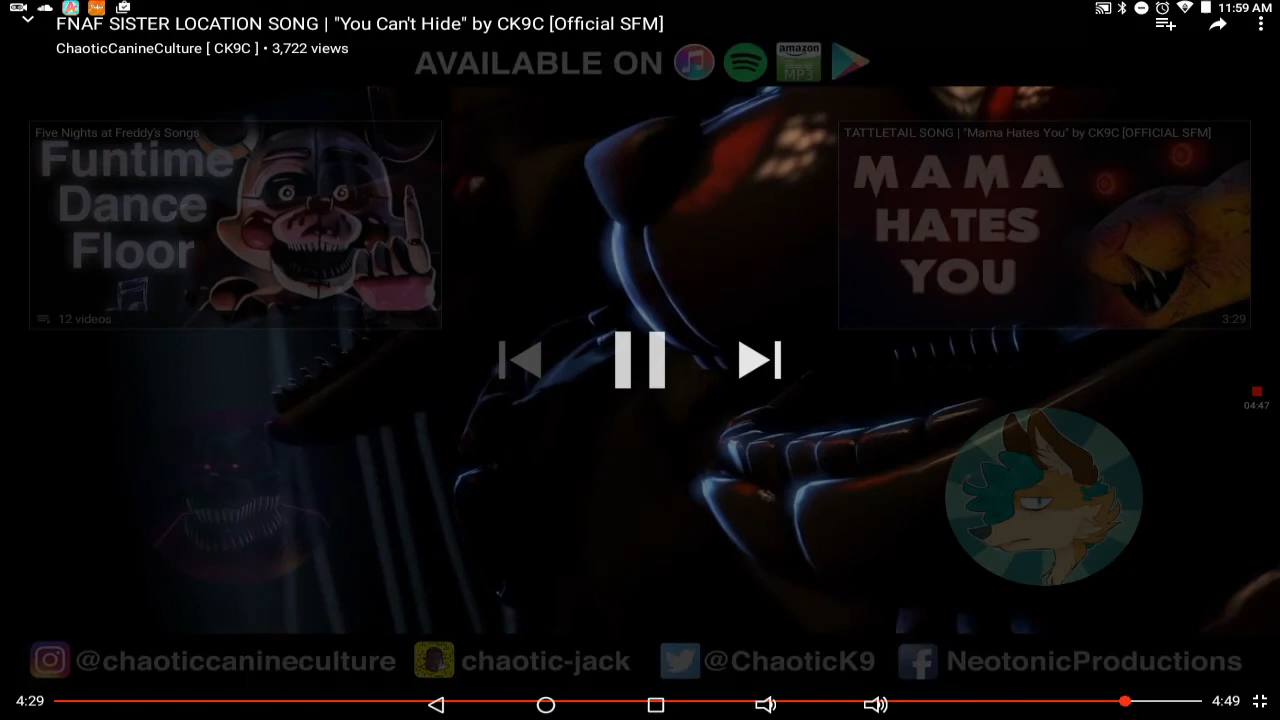 11:59 AM
FNAF SISTER LOCATION SONG | "You Can't Hide" by CK9C [Official SFM]
ChaoticCanineCulture [ CK9C ] • 3,722 views
AVAILABLE ON
amazon
MP3
Five Nights at Freddy's Songs
Funtime
Dance
Floor
12 videos
TATTLETAIL SONG | "Mama Hates You" by CK9C [OFFICIAL SFM]
MAMA
HATES
YOU
3:29
04:47
@chaoticcanineculture
chaotic-jack
@ChaoticK9
NeotonicProductions
4:29
4:49